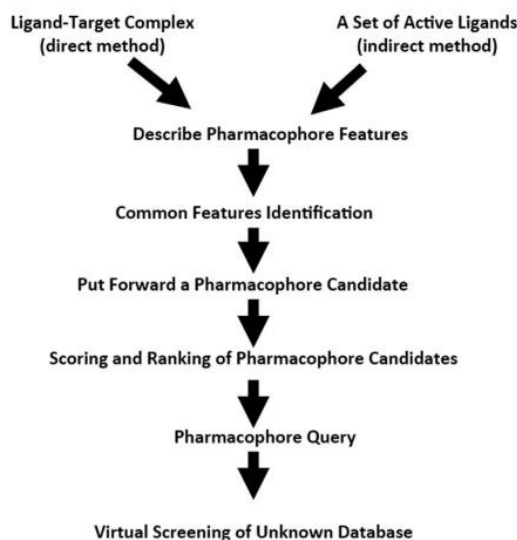 Ligand-Target Complex
(direct method)
A Set of Active Ligands
(indirect method)
Describe Pharmacophore Features
Common Features Identification
Put Forward a Pharmacophore Candidate
Scoring and Ranking of Pharmacophore Candidates
Pharmacophore Query
Virtual Screening of Unknown Database